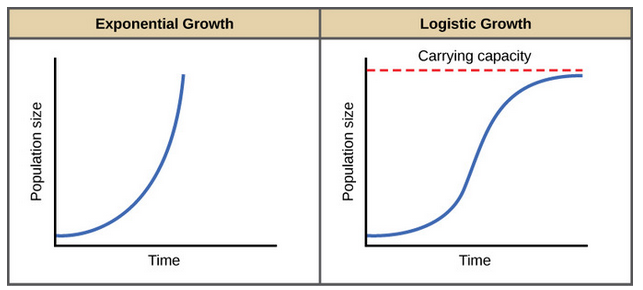 Exponential Growth
Logistic Growth
Population size
Time
Carrying capacity
Population size
Time